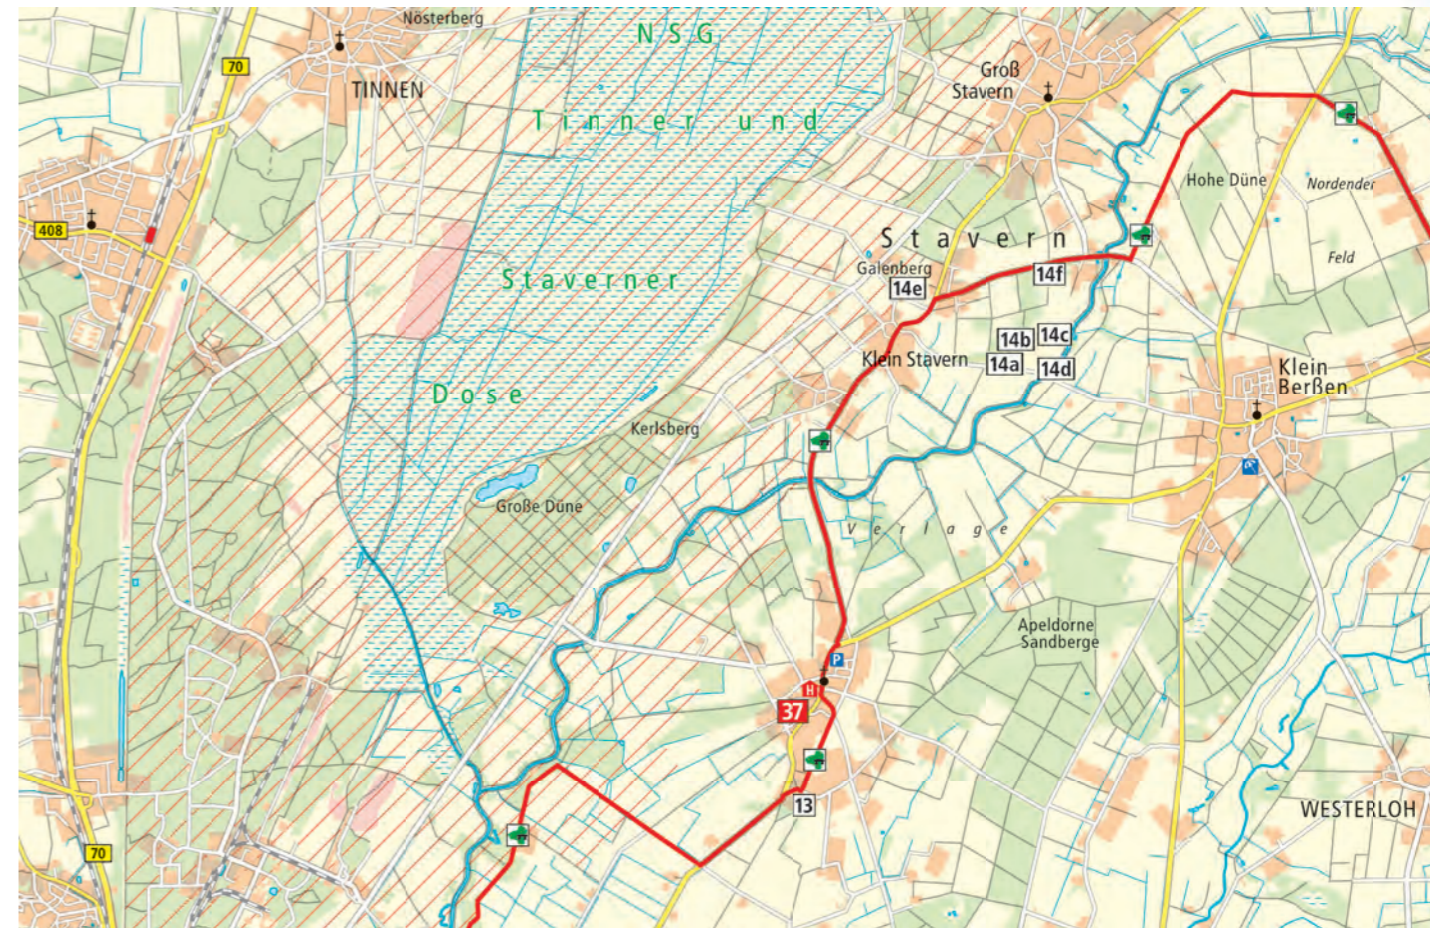 Nösterberg
NSG
70
TINNEN
Groß
Stavern
Tinner und
Hohe Düne
Nordender
408
Stavern
Feld
Galenberg
Staverner
14e
14f
14b
14c
Klein Stavern
14a
14d
Klein
Berßen
Dose
Kerlsberg
Große Düne
Verlage
Apeldorne
Sandberge
P
H
37
13
WESTERLOH
70